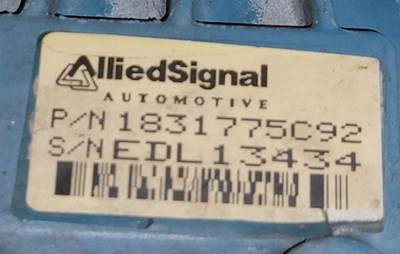 AlliedSignal
AUTOMOTIVE
P/N 1831775C92
S/N EDL13434